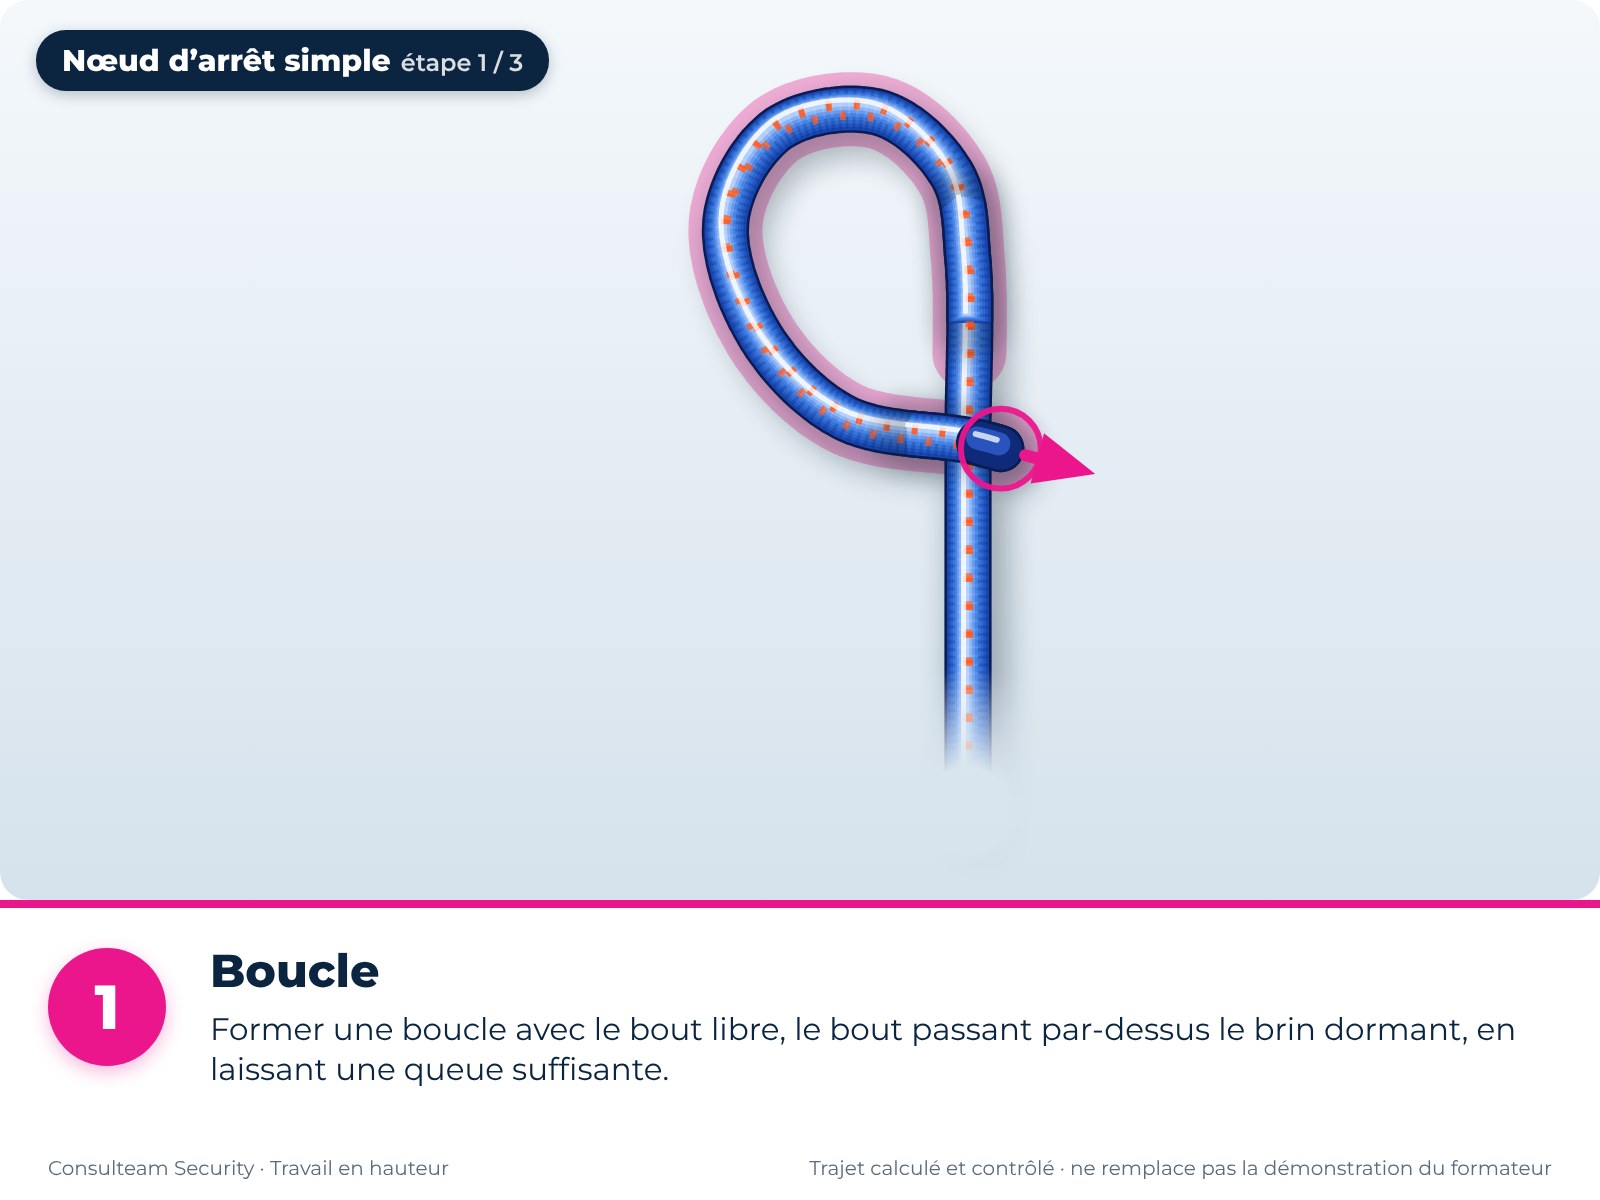 Nœud d’arrêt simple étape 1 / 3
1
Boucle
Former une boucle avec le bout libre, le bout passant par-dessus le brin dormant, en
laissant une queue suffisante.
Consulteam Security · Travail en hauteur
Trajet calculé et contrôlé · ne remplace pas la démonstration du formateur